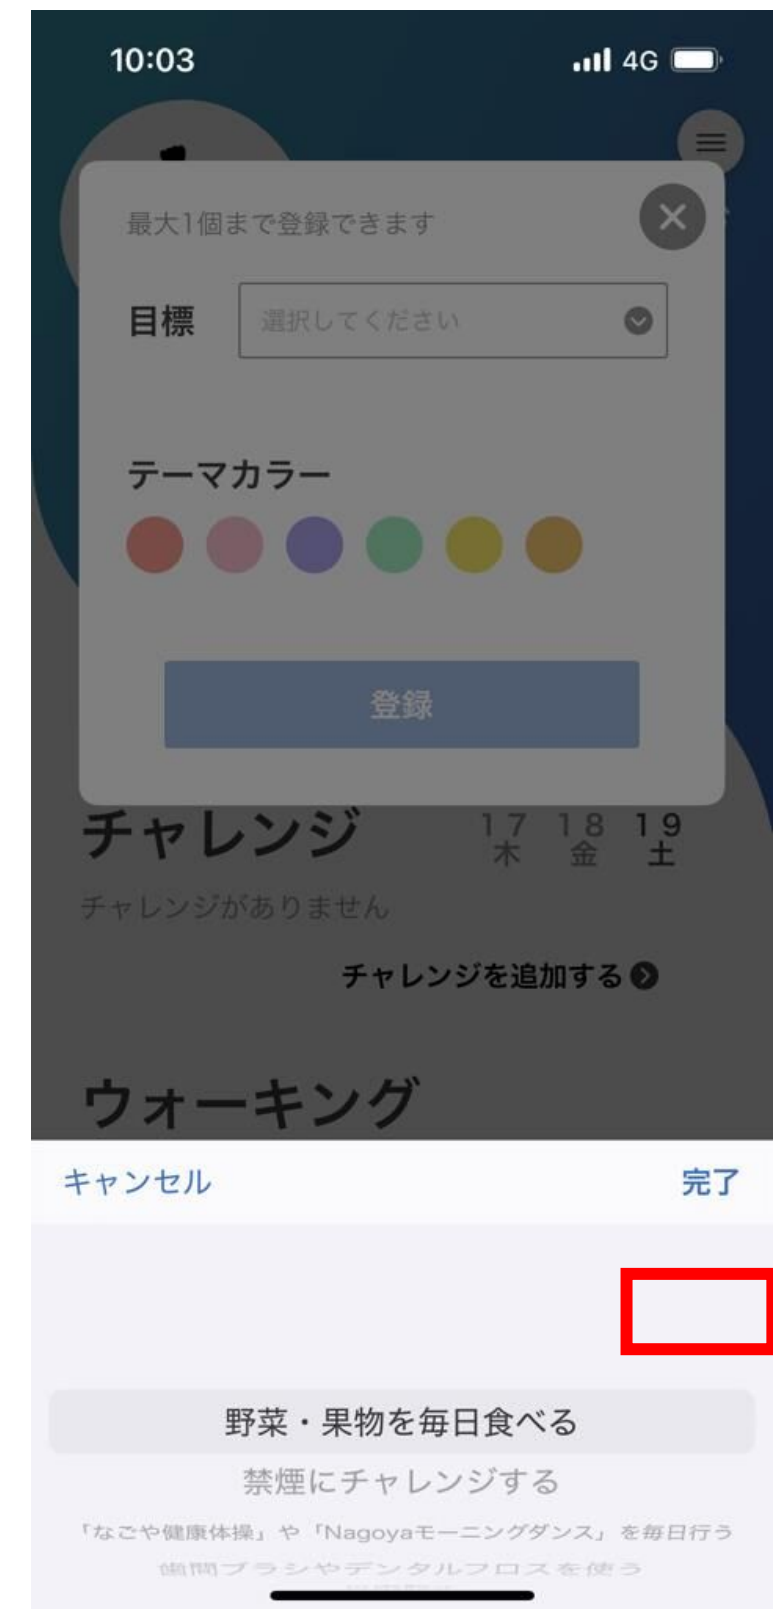 10:03 4G
最大1個まで登録できます
目標 選択してください
テーマカラー
登録
チャレンジ 17 18 19
木 金 土
チャレンジがありません
チャレンジを追加する
ウォーキング
キャンセル 完了
野菜・果物を毎日食べる
禁煙にチャレンジする
「なごや健康体操」や「Nagoyaモーニングダンス」を毎日行う
歯間ブラシやデンタルフロスを使う